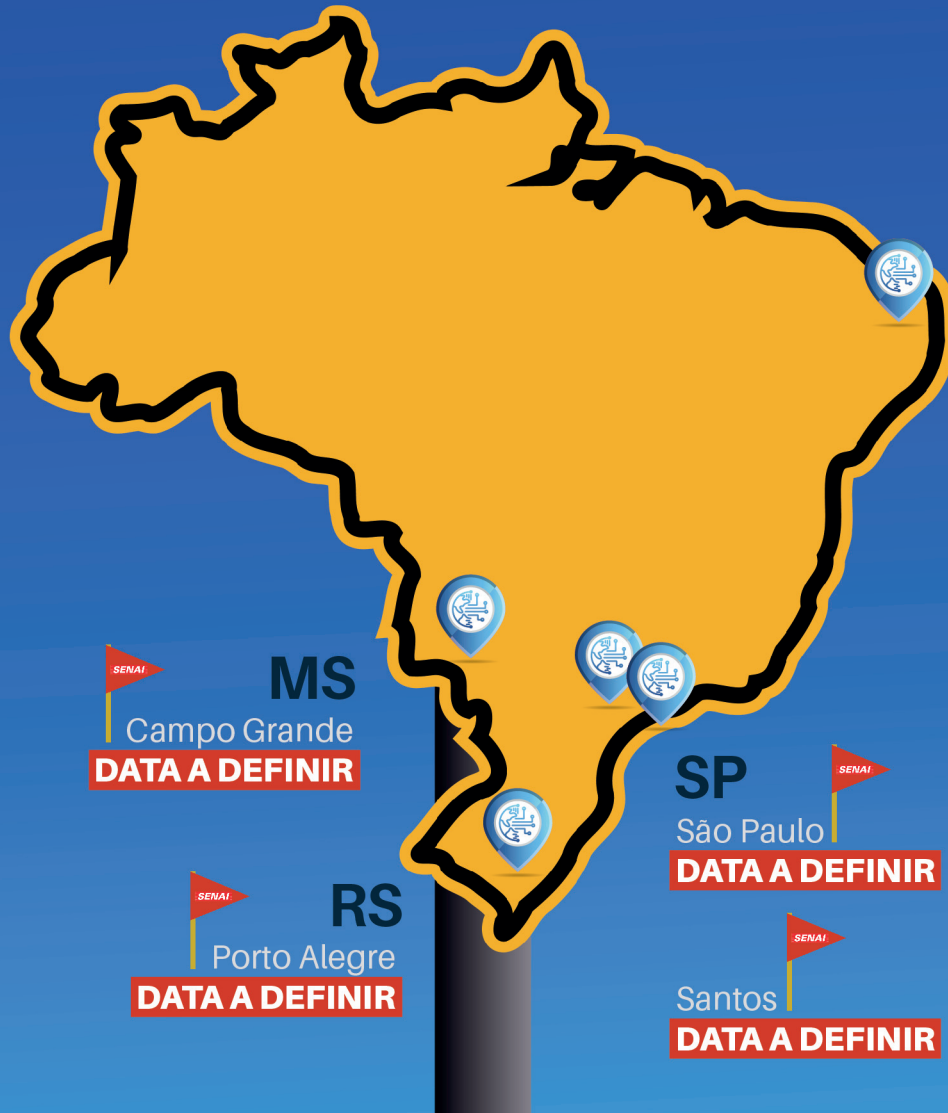 SENAI
MS
Campo Grande
DATA A DEFINIR
SENAI
RS
Porto Alegre
DATA A DEFINIR
SENAI
SP
São Paulo
DATA A DEFINIR
SENAI
Santos
DATA A DEFINIR